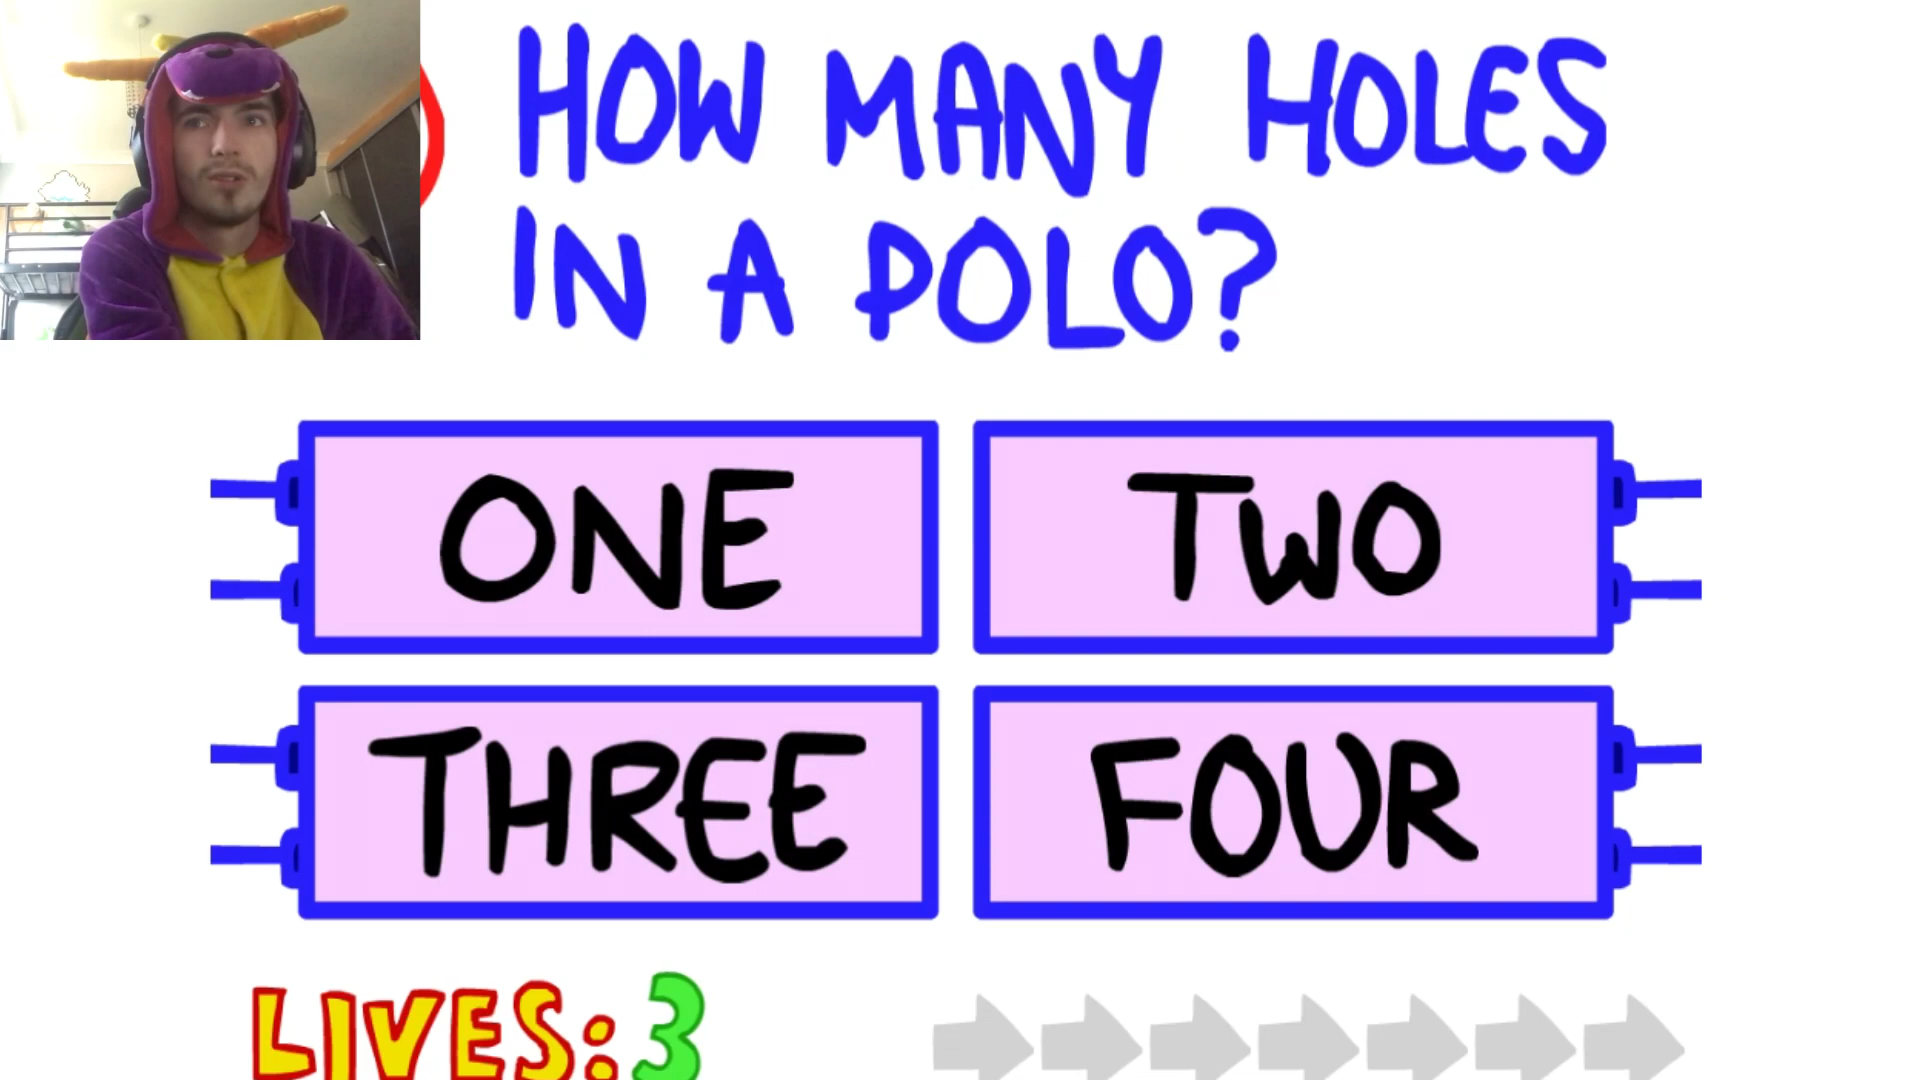 HOW MANY HOLES
IN A POLO?
ONE
TWO
THREE
FOUR
LIVES: 3